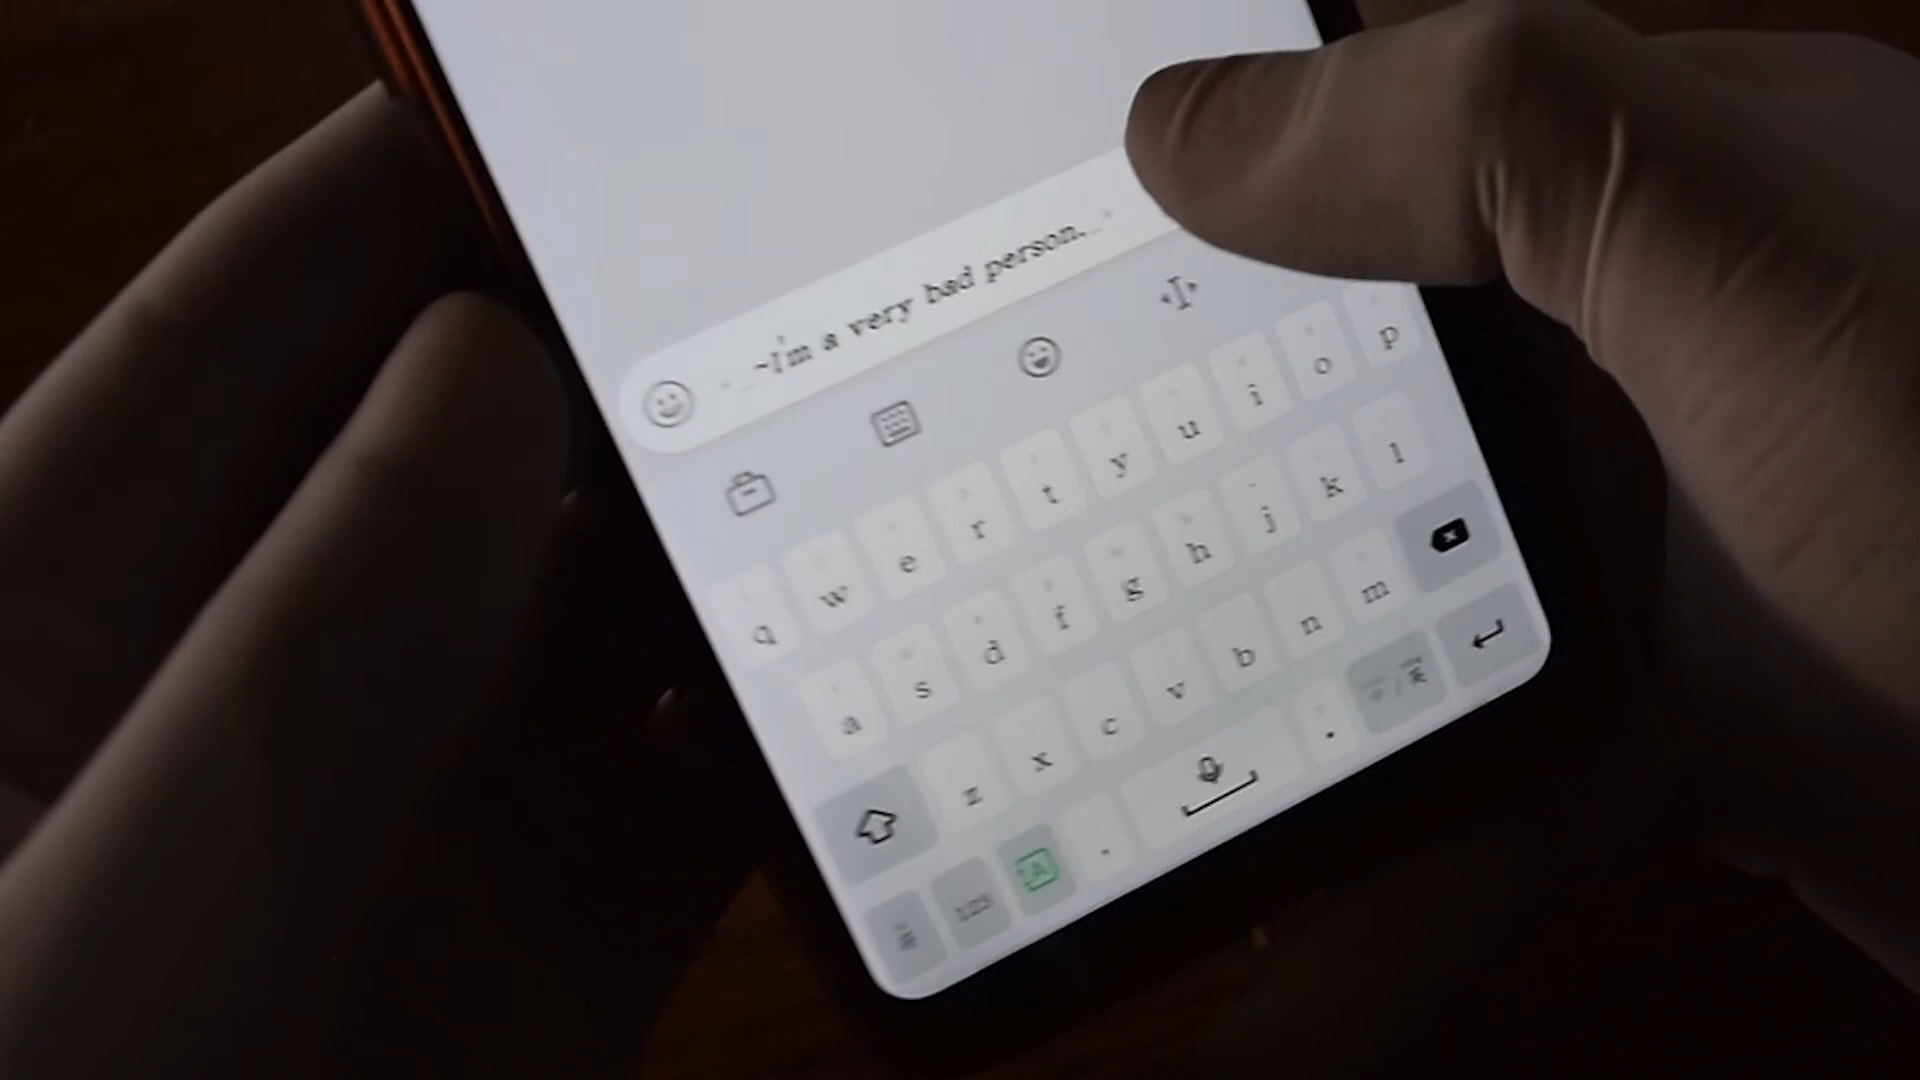 ~I'm a very bad person._
q w e r t y u i o p
a s d f g h j k l
z x c v b n m
123 A . .